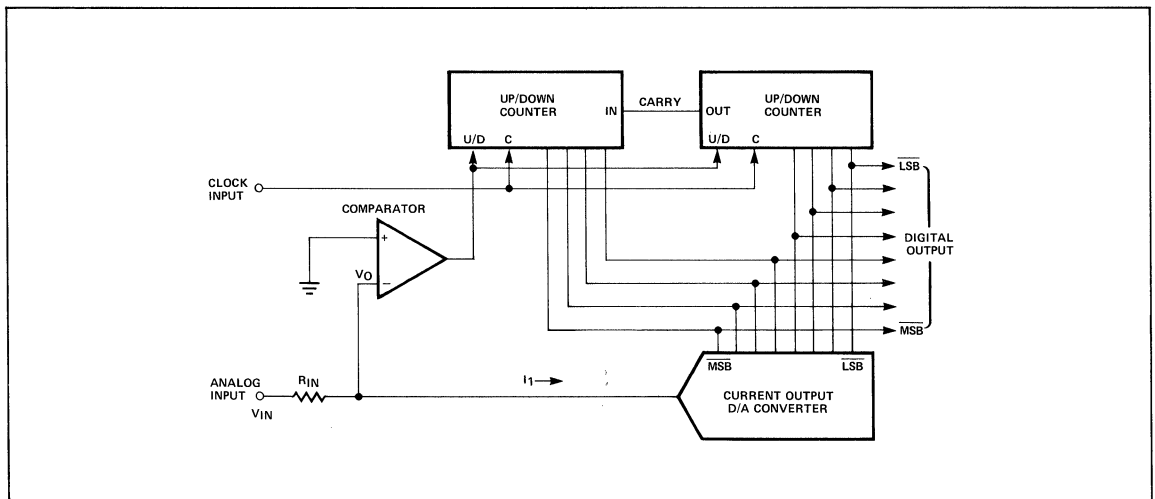 UP/DOWN
COUNTER
IN
U/D
C
CARRY
UP/DOWN
COUNTER
OUT
U/D
C
CLOCK
INPUT
COMPARATOR
+
VO
−
LSB
DIGITAL
OUTPUT
MSB
ANALOG
INPUT
VIN
RIN
I1
MSB
LSB
CURRENT OUTPUT
D/A CONVERTER